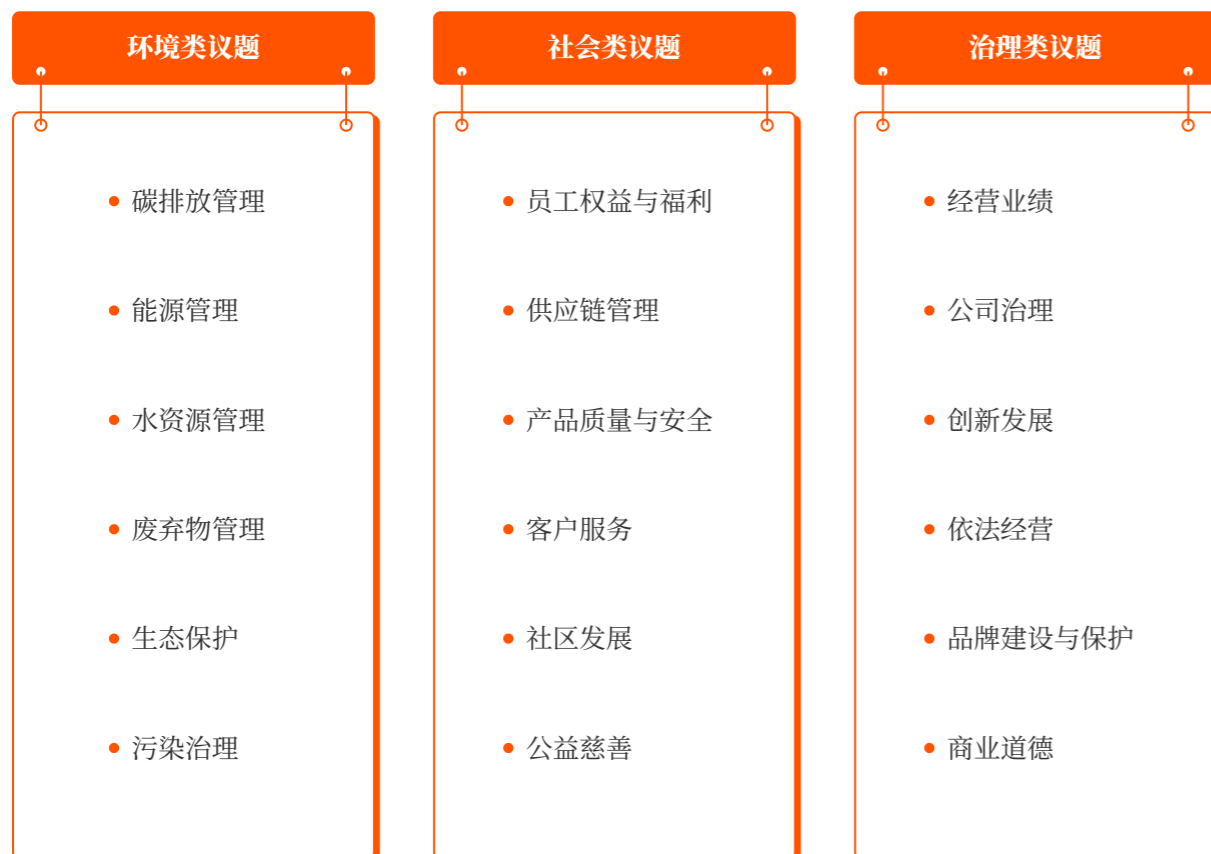 环境类议题
碳排放管理
能源管理
水资源管理
废弃物管理
生态保护
污染治理
社会类议题
员工权益与福利
供应链管理
产品质量与安全
客户服务
社区发展
公益慈善
治理类议题
经营业绩
公司治理
创新发展
依法经营
品牌建设与保护
商业道德